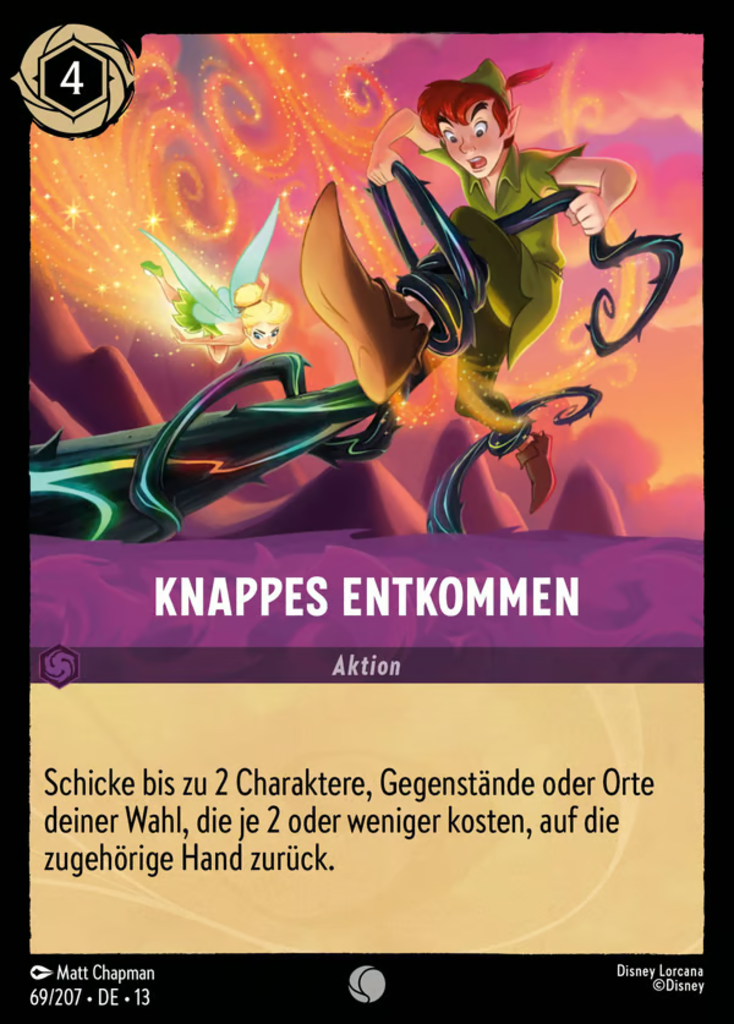 4
KNAPPES ENTKOMMEN
Aktion
Schicke bis zu 2 Charaktere, Gegenstände oder Orte
deiner Wahl, die je 2 oder weniger kosten, auf die
zugehörige Hand zurück.
Matt Chapman
69/207 • DE • 13
Disney Lorcana
©Disney